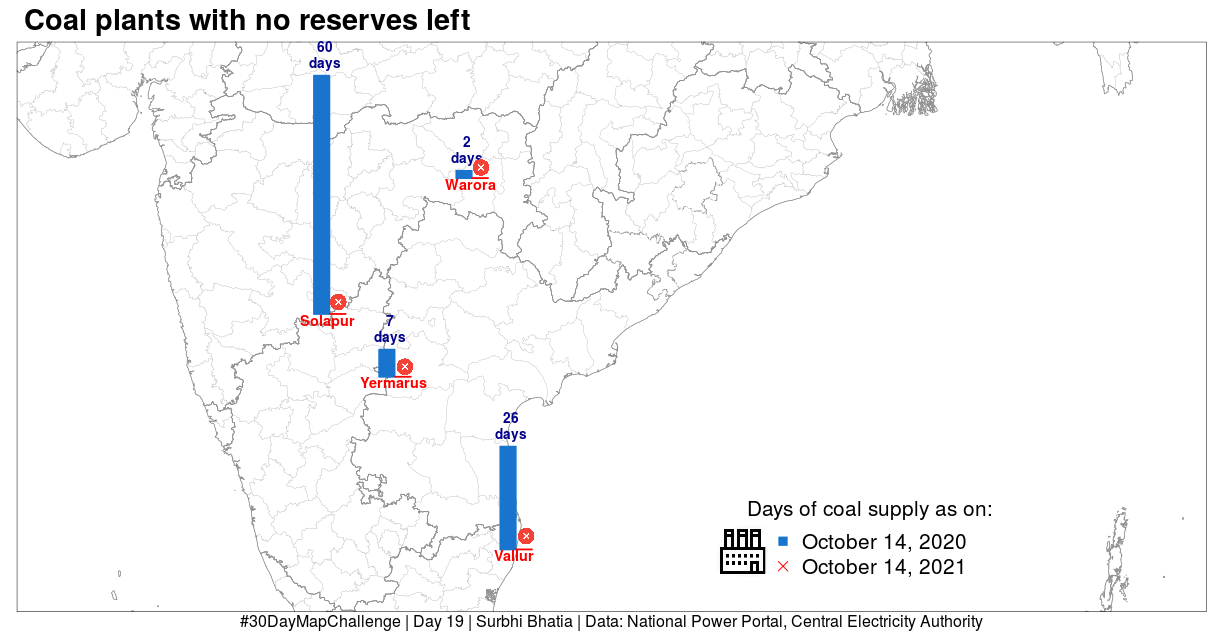 Coal plants with no reserves left
60
days
2
days
Warora
Solapur
7
days
Yermarus
26
days
Vallur
Days of coal supply as on:
October 14, 2020
October 14, 2021
#30DayMapChallenge | Day 19 | Surbhi Bhatia | Data: National Power Portal, Central Electricity Authority